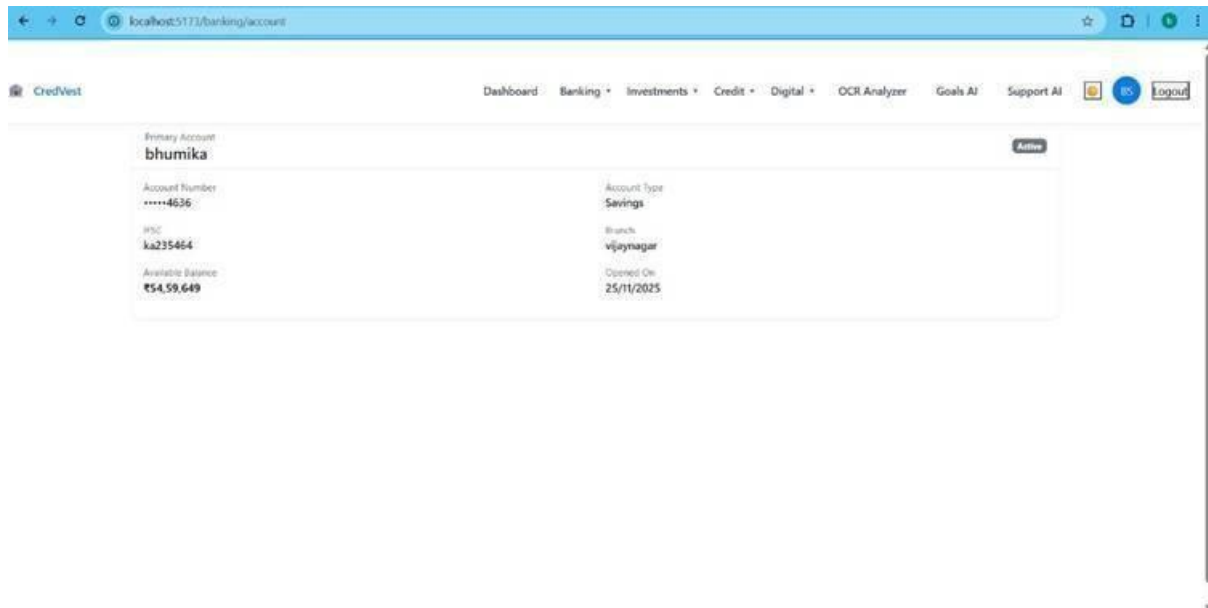 localhost:5173/banking/account
CredVest Dashboard Banking Investments Credit Digital OCR Analyzer Goals AI Support AI BS Logout
Primary Account
bhumika Active
Account Number Account Type
•••••4636 Savings
IFSC Branch
ka235464 vijaynagar
Available Balance Opened On
₹54,59,649 25/11/2025